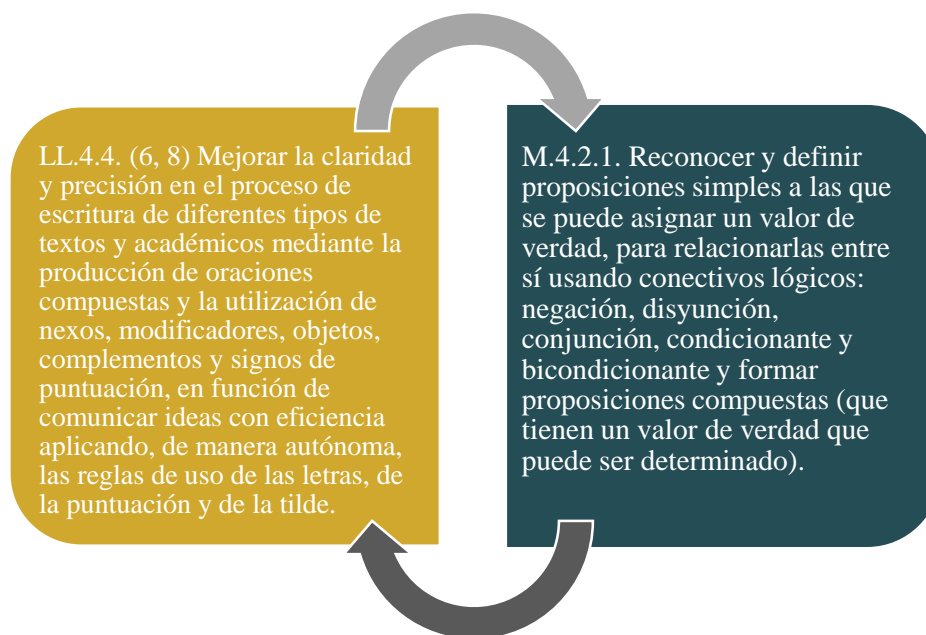 LL.4.4. (6, 8) Mejorar la claridad
y precisión en el proceso de
escritura de diferentes tipos de
textos y académicos mediante la
producción de oraciones
compuestas y la utilización de
nexos, modificadores, objetos,
complementos y signos de
puntuación, en función de
comunicar ideas con eficiencia
aplicando, de manera autónoma,
las reglas de uso de las letras, de
la puntuación y de la tilde.
M.4.2.1. Reconocer y definir
proposiciones simples a las que
se puede asignar un valor de
verdad, para relacionarlas entre
sí usando conectivos lógicos:
negación, disyunción,
conjunción, condicionante y
bicondicionante y formar
proposiciones compuestas (que
tienen un valor de verdad que
puede ser determinado).